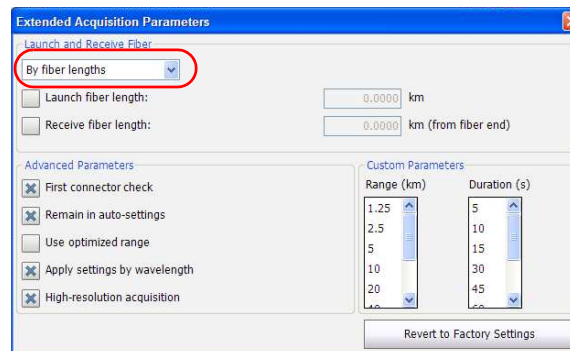 Extended Acquisition Parameters
Launch and Receive Fiber
By fiber lengths
Launch fiber length: 0.0000 km
Receive fiber length: 0.0000 km (from fiber end)
Advanced Parameters
First connector check
Remain in auto-settings
Use optimized range
Apply settings by wavelength
High-resolution acquisition
Custom Parameters
Range (km) Duration (s)
1.25 5
2.5 10
5 15
10 30
20 45
Revert to Factory Settings